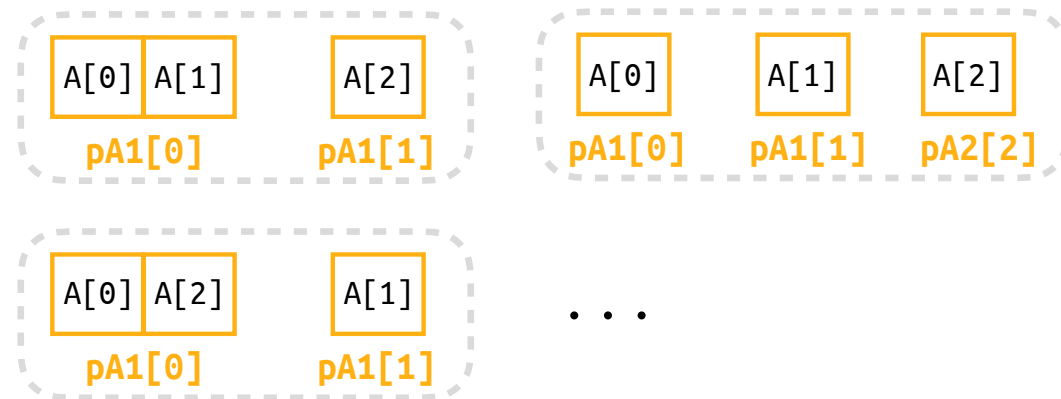 A[0] A[1] A[2]
pA1[0] pA1[1]
A[0] A[1] A[2]
pA1[0] pA1[1] pA2[2]
A[0] A[2] A[1]
pA1[0] pA1[1]
. . .